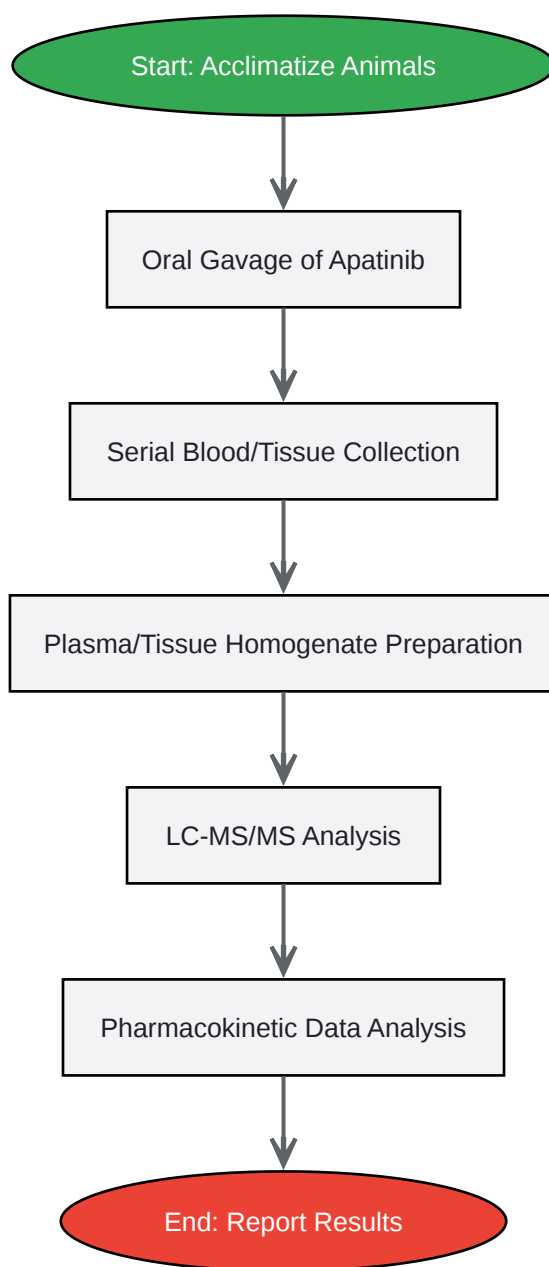 Start: Acclimatize Animals
Oral Gavage of Apatinib
Serial Blood/Tissue Collection
Plasma/Tissue Homogenate Preparation
LC-MS/MS Analysis
Pharmacokinetic Data Analysis
End: Report Results